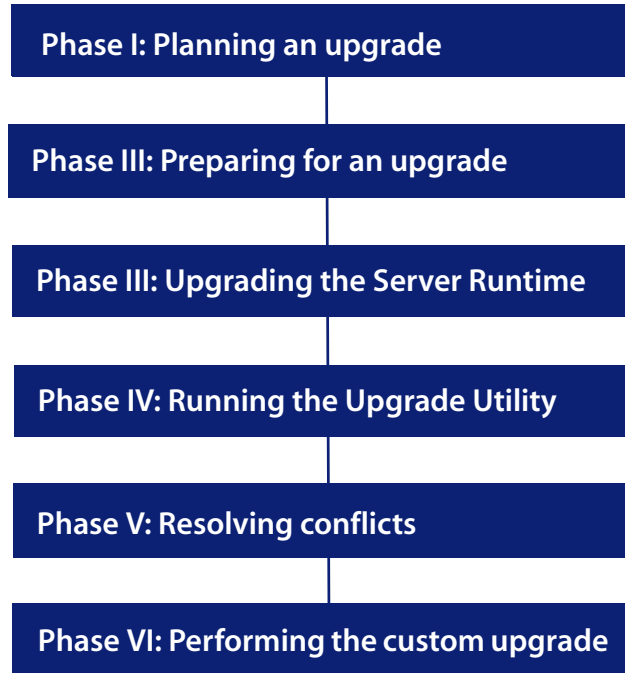 Phase I: Planning an upgrade
Phase III: Preparing for an upgrade
Phase III: Upgrading the Server Runtime
Phase IV: Running the Upgrade Utility
Phase V: Resolving conflicts
Phase VI: Performing the custom upgrade